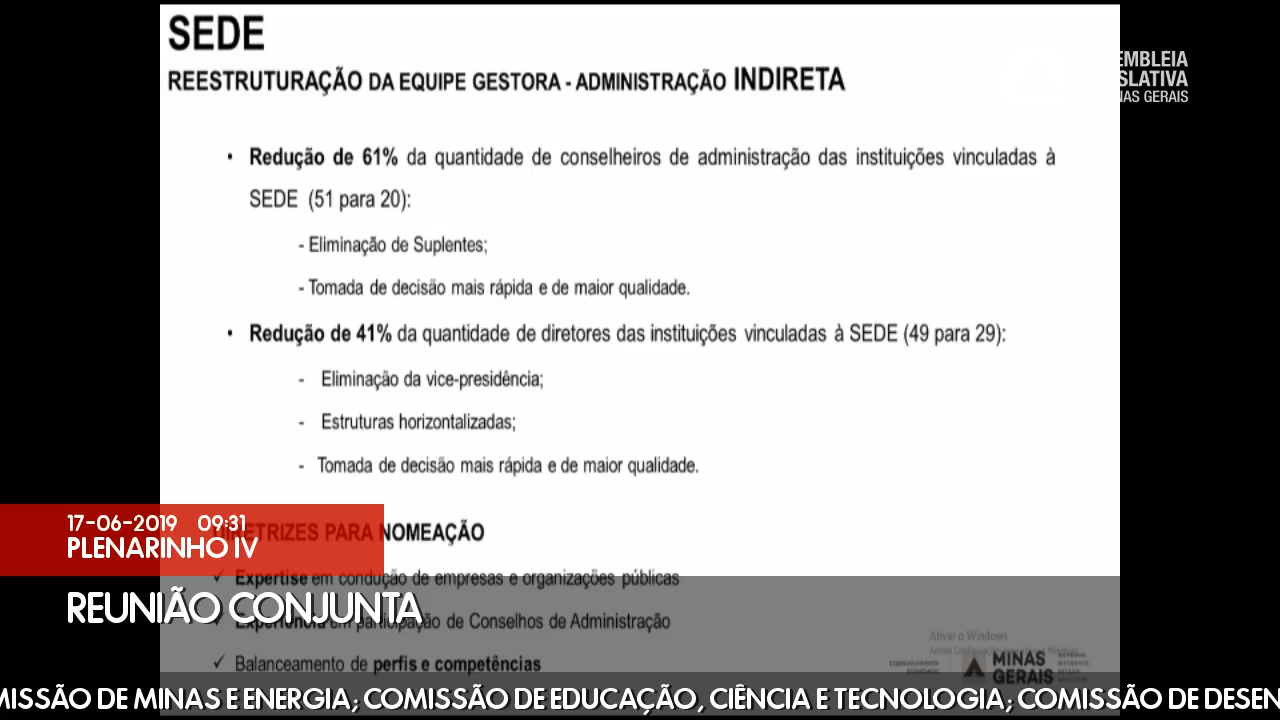 SEDE
REESTRUTURAÇÃO DA EQUIPE GESTORA - ADMINISTRAÇÃO INDIRETA
EMBLEIA
SLATIVA
NAS GERAIS
• Redução de 61% da quantidade de conselheiros de administração das instituições vinculadas à
SEDE (51 para 20):
- Eliminação de Suplentes;
- Tomada de decisão mais rápida e de maior qualidade.
• Redução de 41% da quantidade de diretores das instituições vinculadas à SEDE (49 para 29):
- Eliminação da vice-presidência;
- Estruturas horizontalizadas;
- Tomada de decisão mais rápida e de maior qualidade.
17-06-2019 09:31
DIRETRIZES PARA NOMEAÇÃO
PLENARINHO IV
✓ Expertise em condução de empresas e organizações públicas
REUNIÃO CONJUNTA
✓ Experiência em participação de Conselhos de Administração
Ativar o Windows
✓ Balanceamento de perfis e competências
DESENVOLVIMENTO
ECONÔMICO
MINAS
GERAIS
MISSÃO DE MINAS E ENERGIA; COMISSÃO DE EDUCAÇÃO, CIÊNCIA E TECNOLOGIA; COMISSÃO DE DESEN